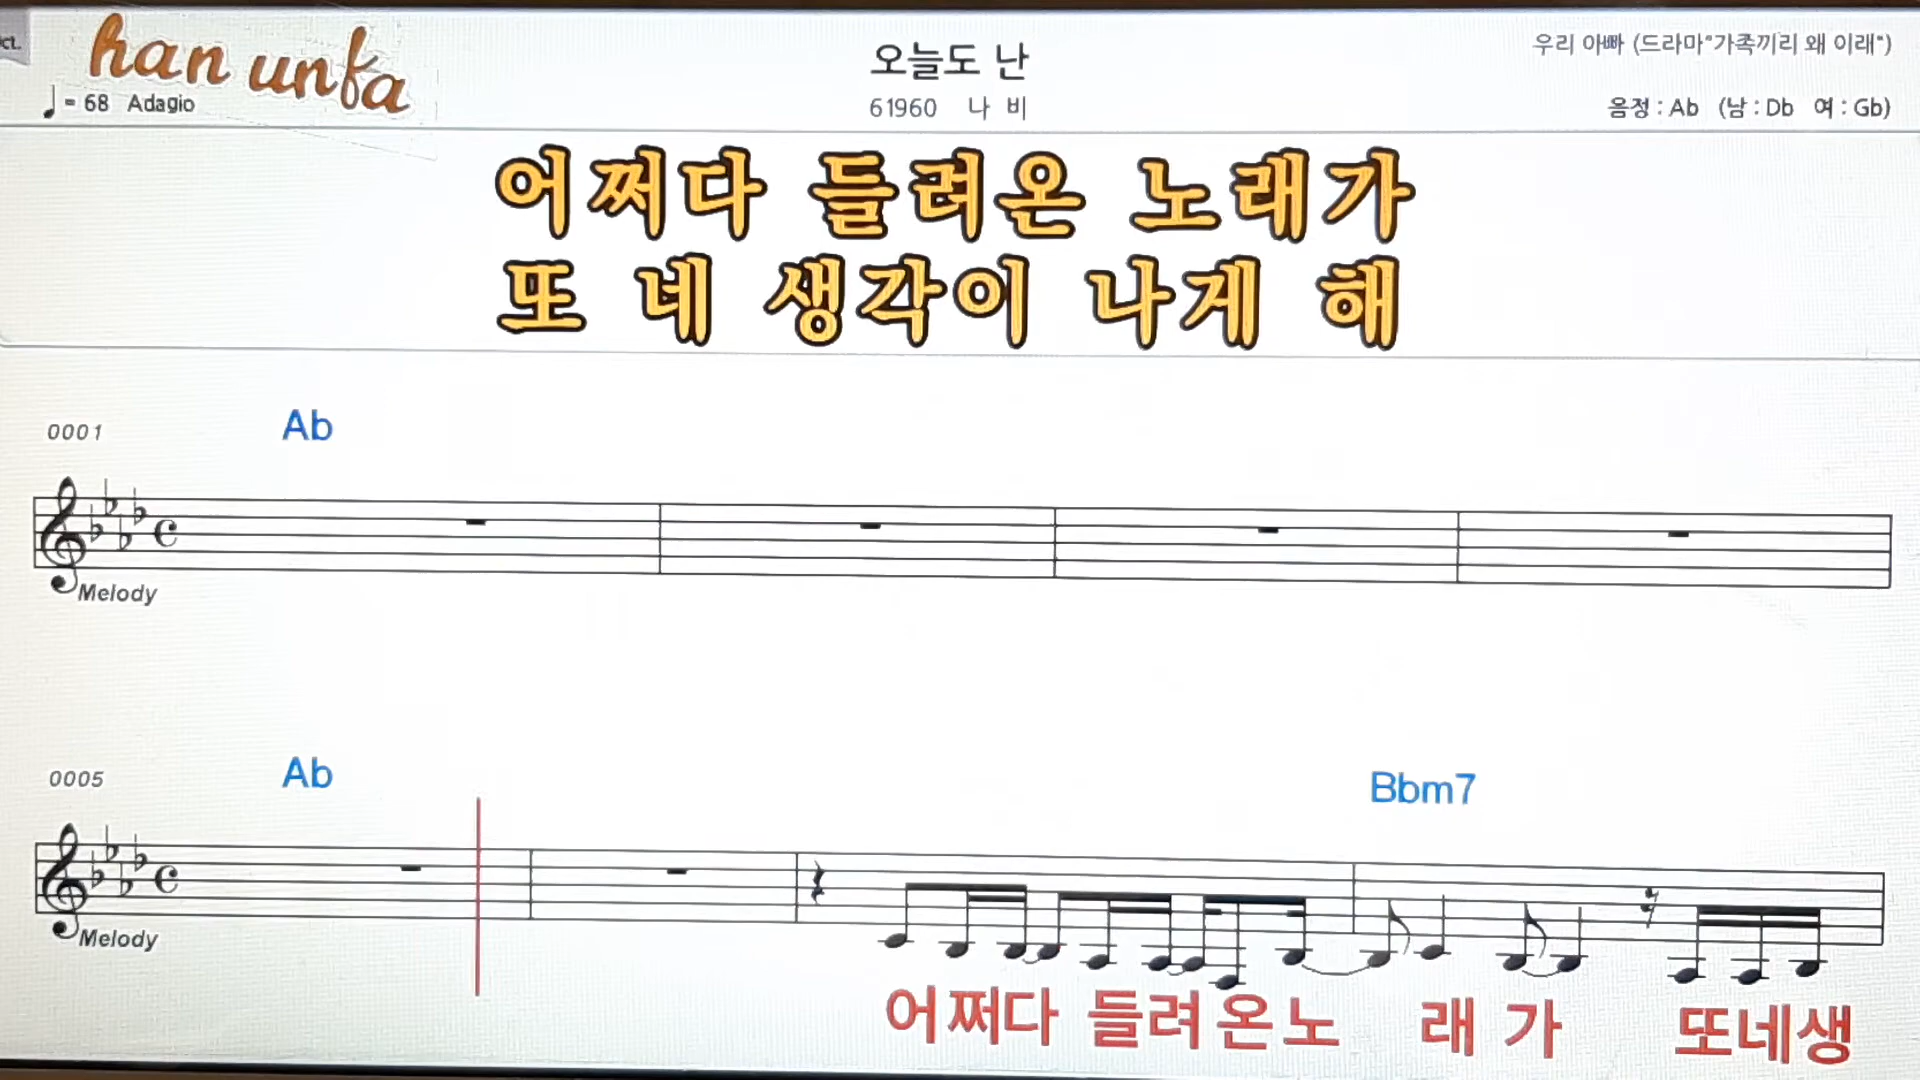 ct.
han unfa
♩= 68 Adagio
오늘도 난
61960 나 비
우리 아빠 (드라마"가족끼리 왜 이래")
음정 : Ab (남 : Db 여 : Gb)
어쩌다 들려온 노래가
또 네 생각이 나게 해
0001 Ab
Melody
0005 Ab Bbm7
Melody
어쩌다 들려온노 래 가 또네생